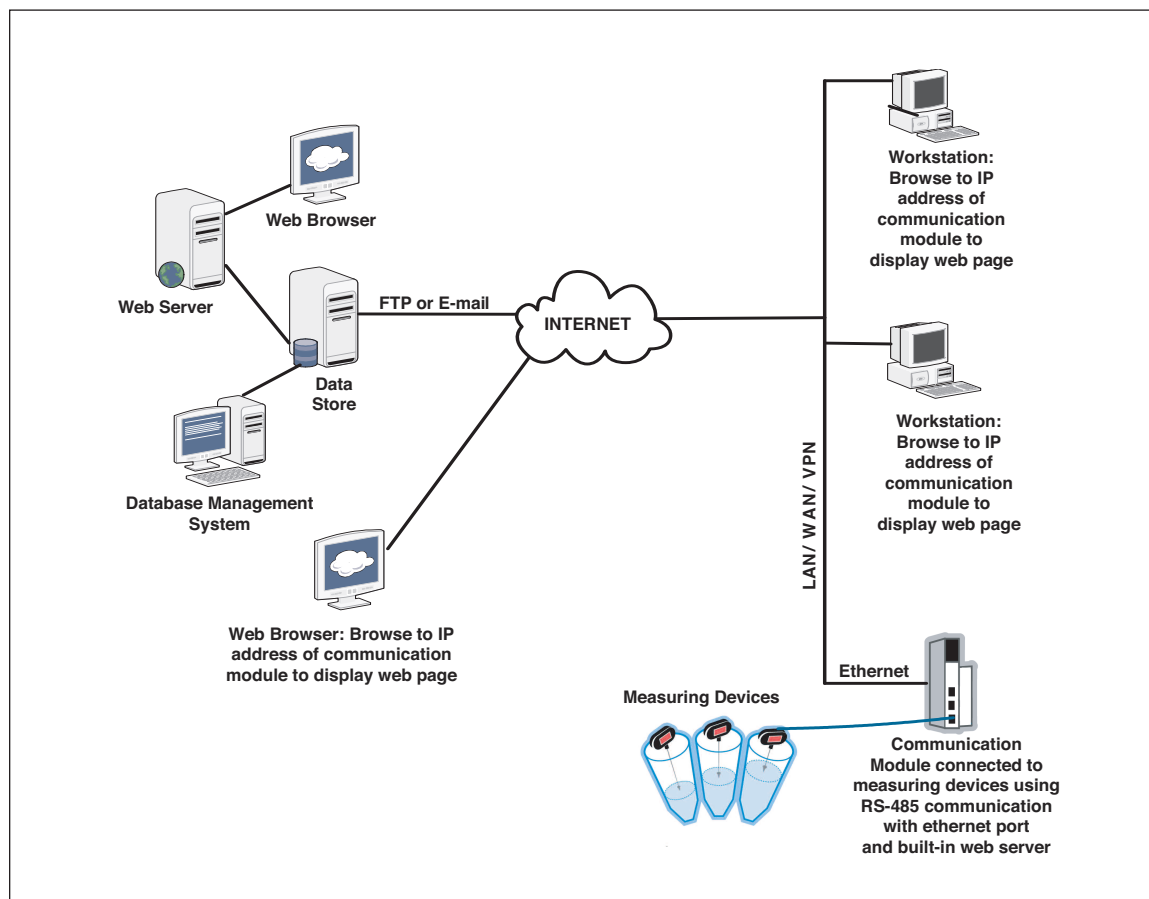 Web Browser
Web Server
FTP or E-mail
INTERNET
Data
Store
Database Management
System
Web Browser: Browse to IP
address of communication
module to display web page
Workstation:
Browse to IP
address of
communication
module to
display web page
Workstation:
Browse to IP
address of
communication
module to
display web page
LAN/ WAN/ VPN
Ethernet
Measuring Devices
Communication
Module connected to
measuring devices using
RS-485 communication
with ethernet port
and built-in web server